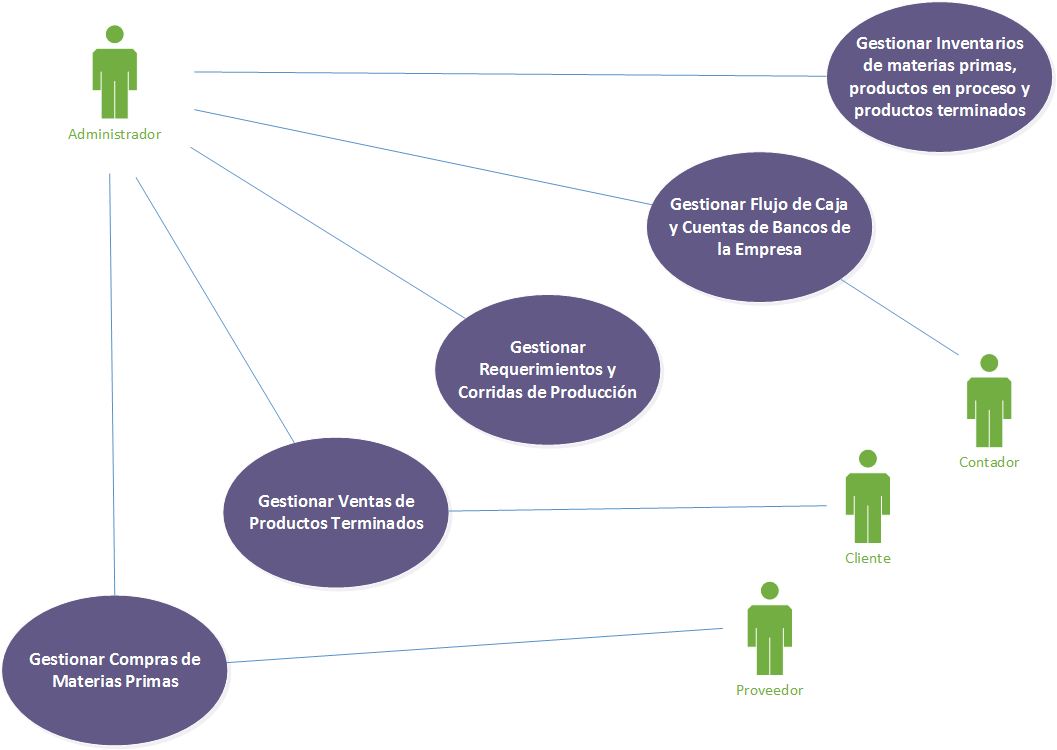 Administrador
Gestionar Inventarios
de materias primas,
productos en proceso y
productos terminados
Gestionar Flujo de Caja
y Cuentas de Bancos de
la Empresa
Gestionar
Requerimientos y
Corridas de Producción
Contador
Gestionar Ventas de
Productos Terminados
Cliente
Gestionar Compras de
Materias Primas
Proveedor